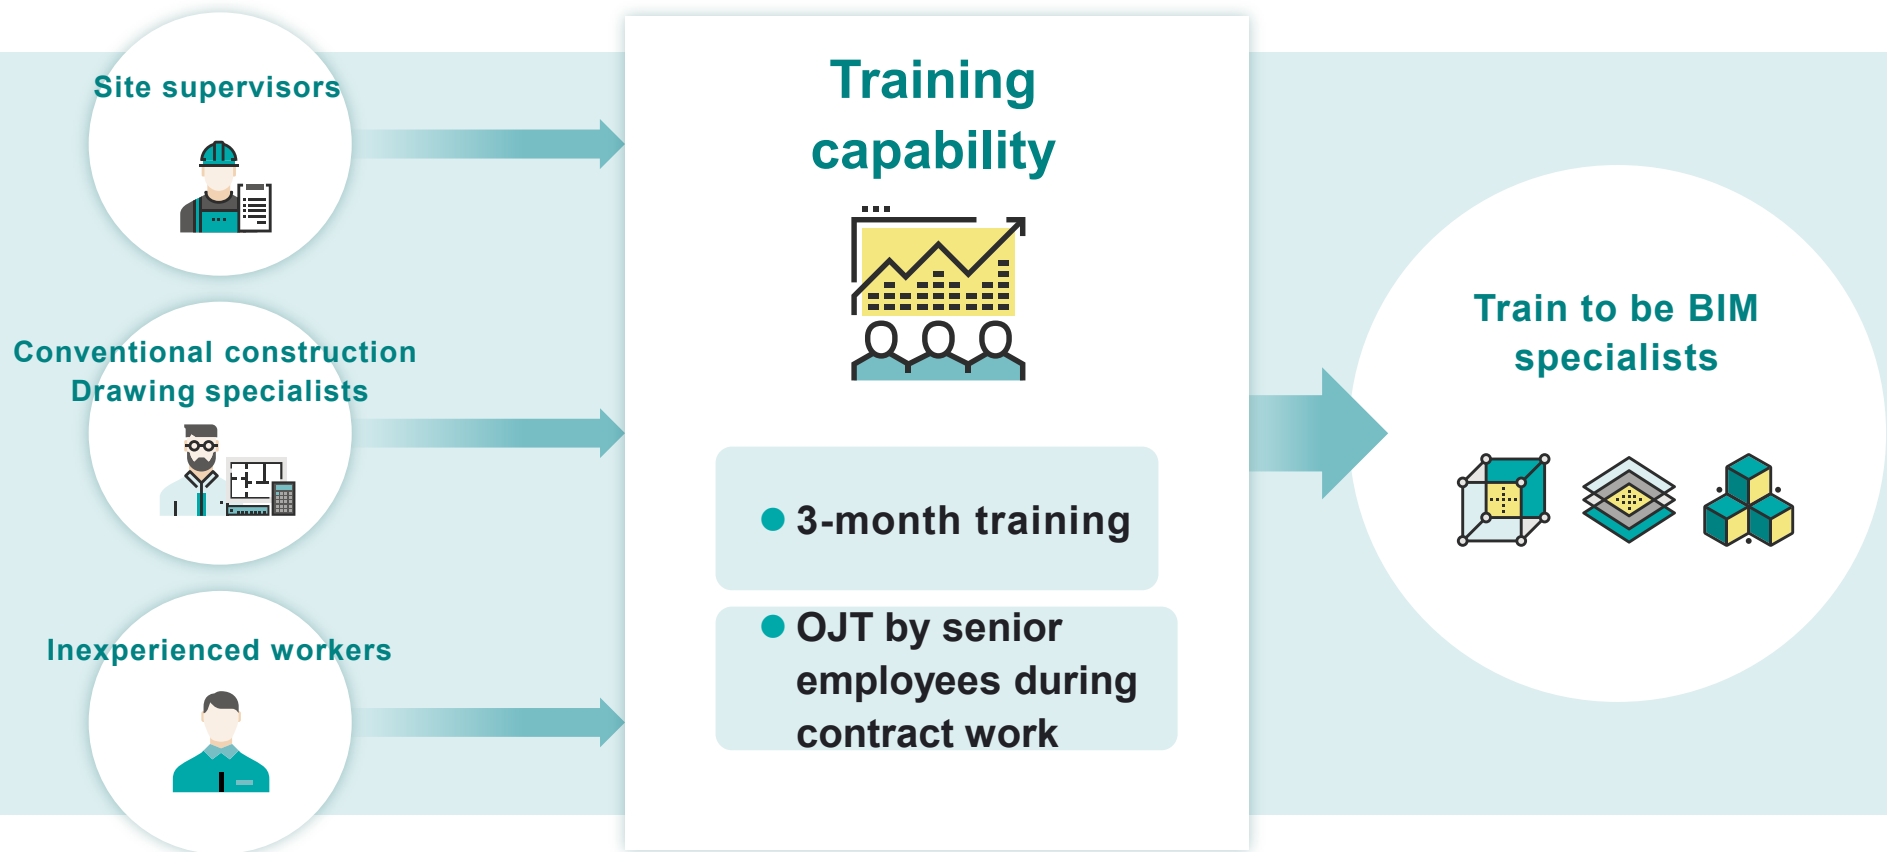 Site supervisors
Conventional construction
Drawing specialists
Inexperienced workers
Training
capability
● 3-month training
● OJT by senior
employees during
contract work
Train to be BIM
specialists